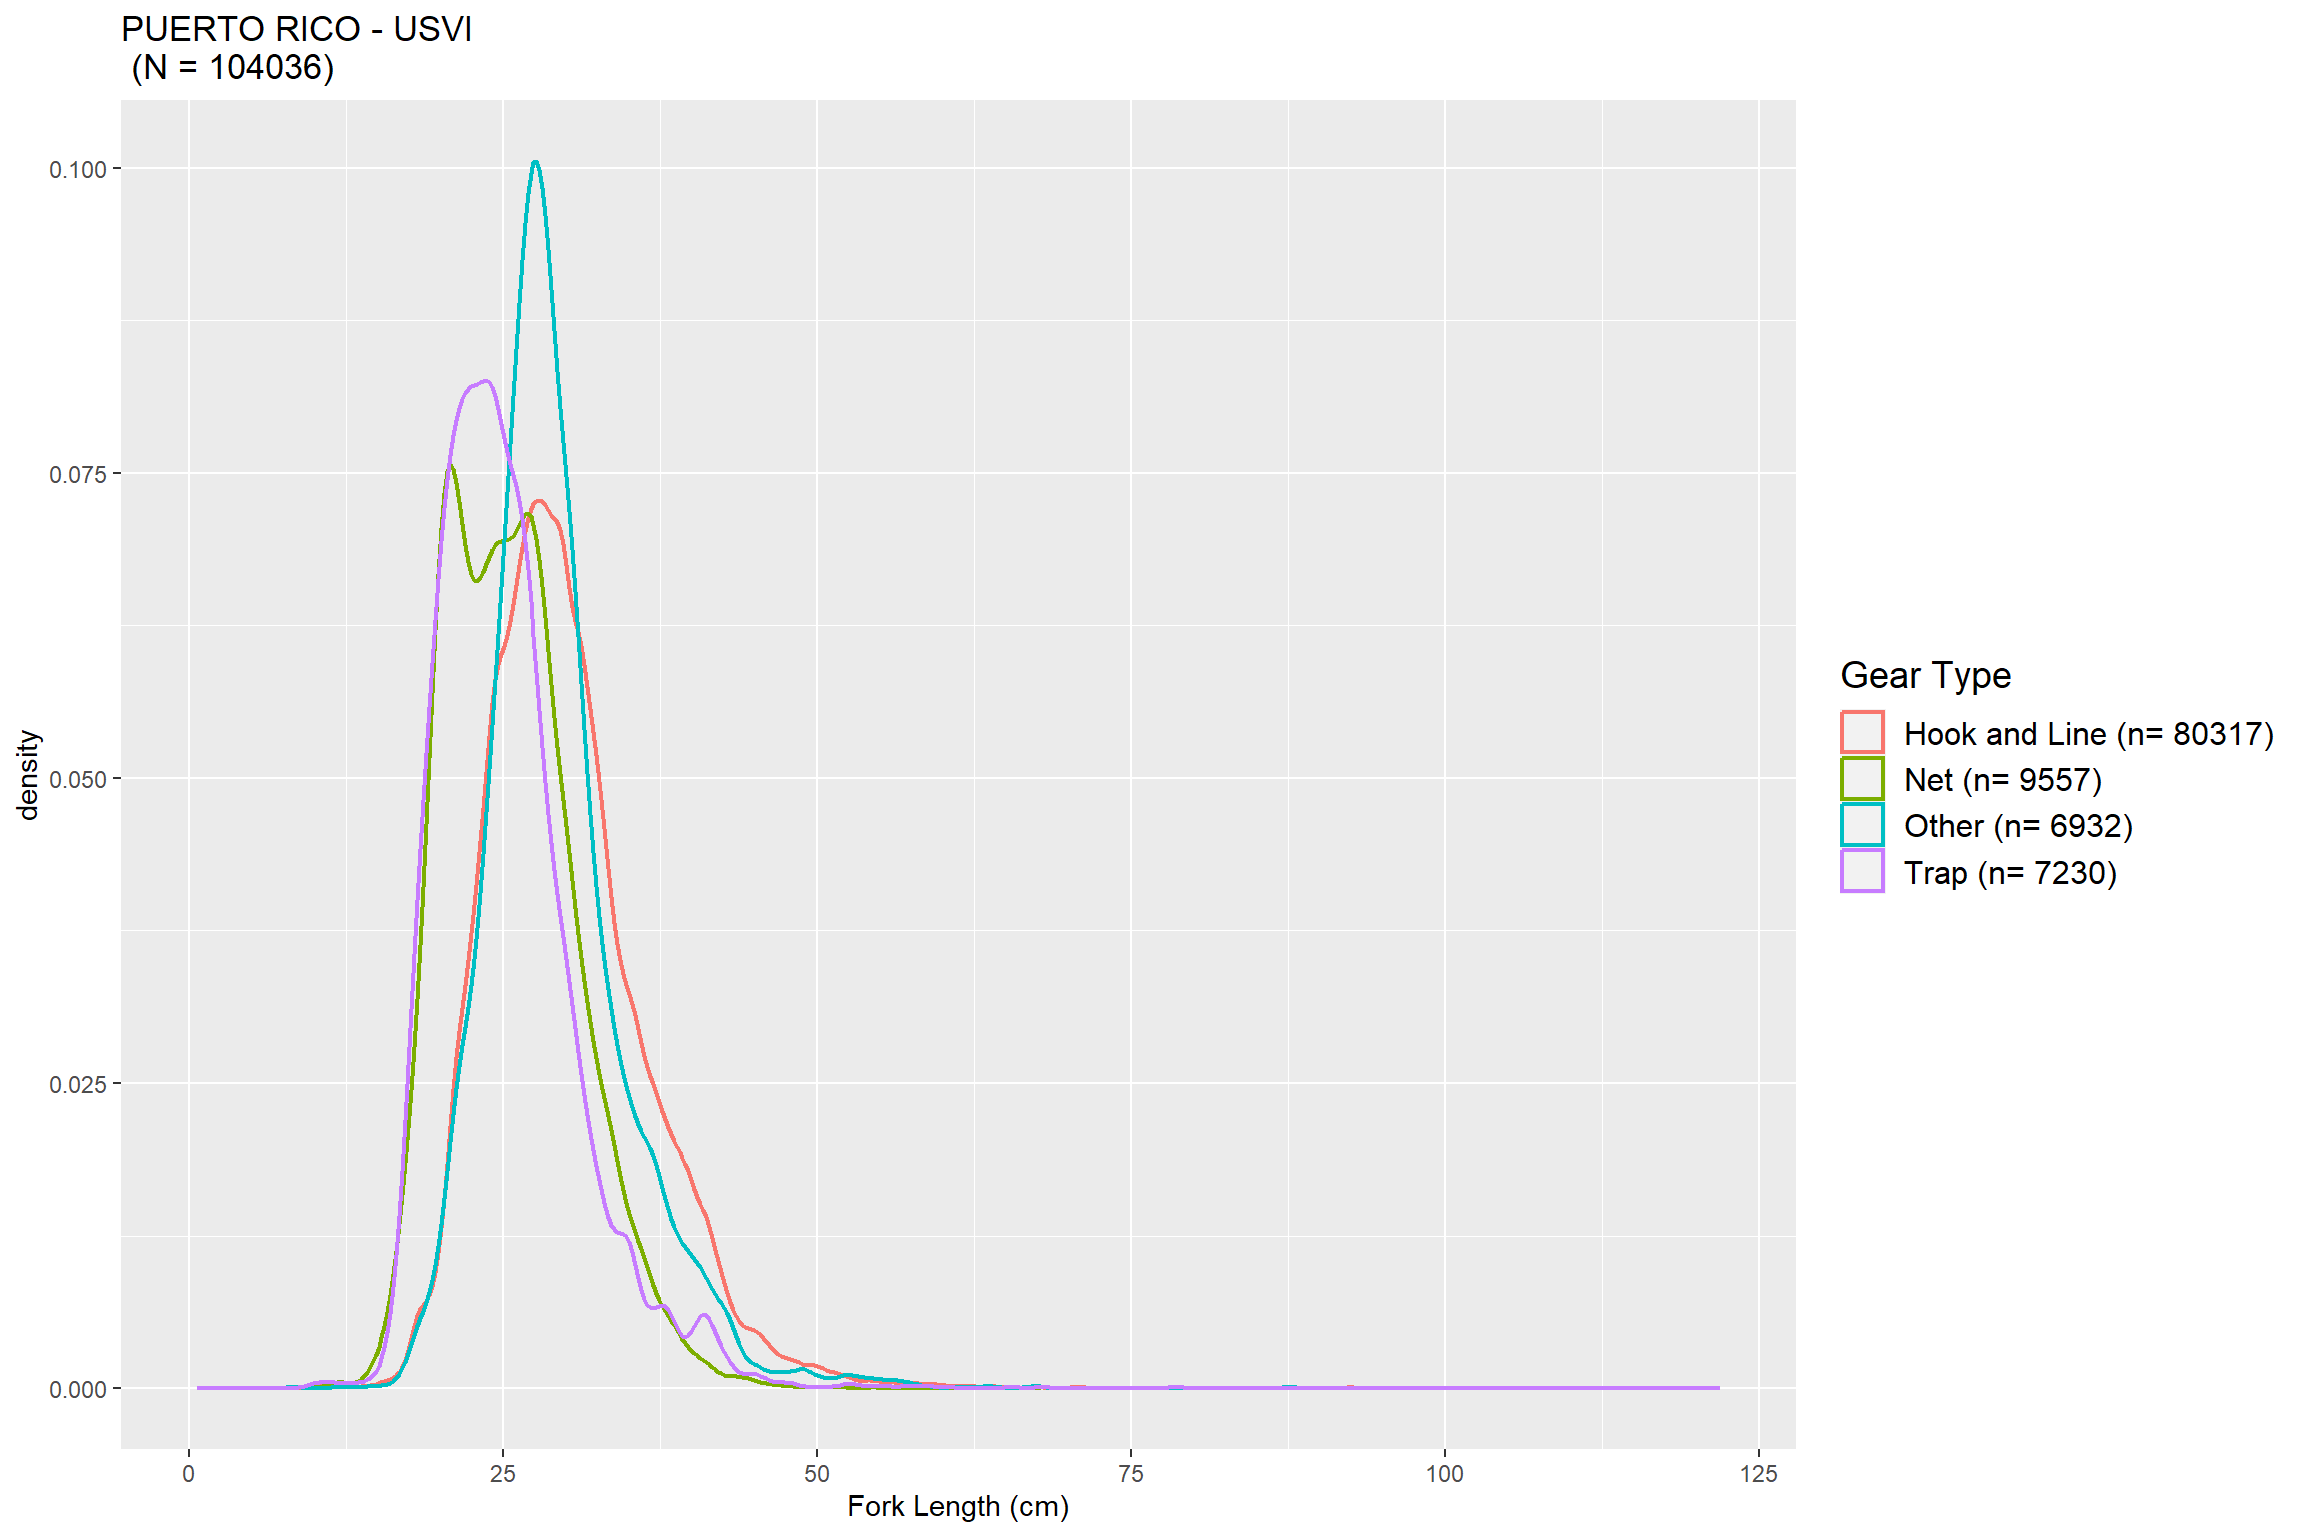 PUERTO RICO - USVI
(N = 104036)
0.100
0.075
0.050
0.025
0.000
density
0
25
50
75
100
125
Fork Length (cm)
Gear Type
Hook and Line (n= 80317)
Net (n= 9557)
Other (n= 6932)
Trap (n= 7230)